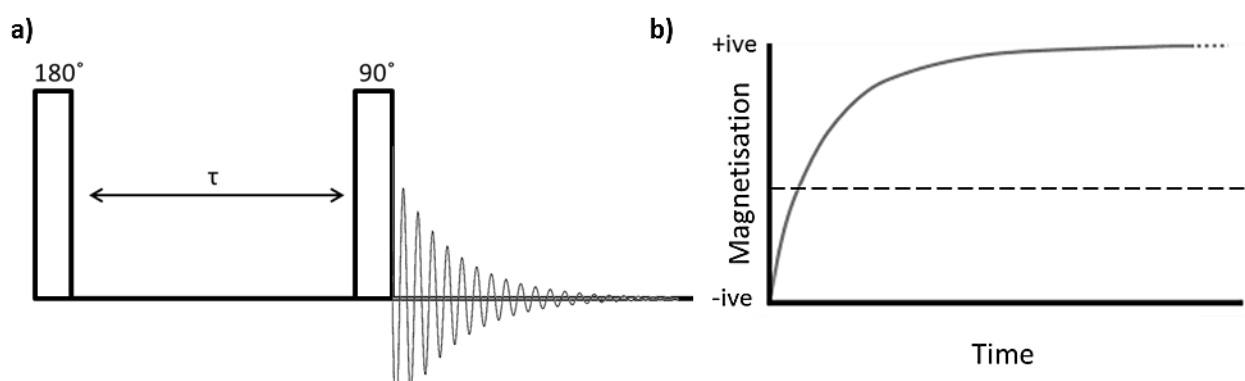 a)
180°
90°
τ
b)
+ive
Magnetisation
-ive
Time